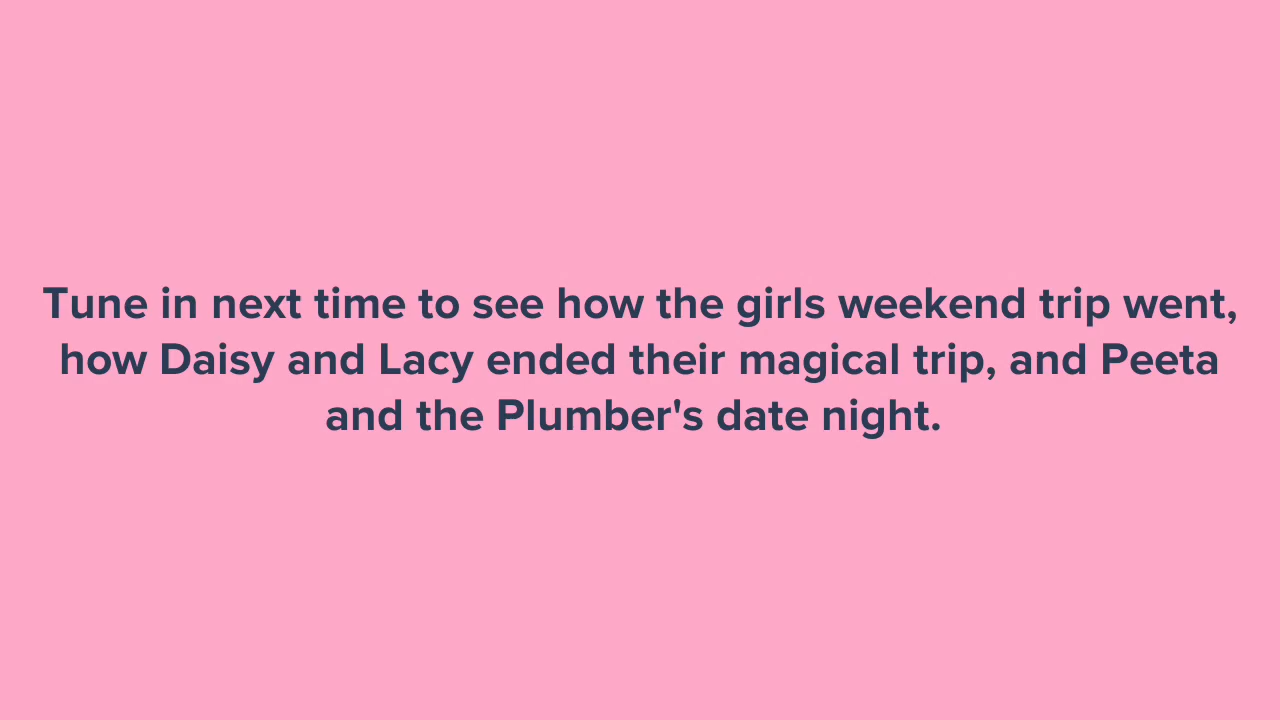 Tune in next time to see how the girls weekend trip went,
how Daisy and Lacy ended their magical trip, and Peeta
and the Plumber's date night.